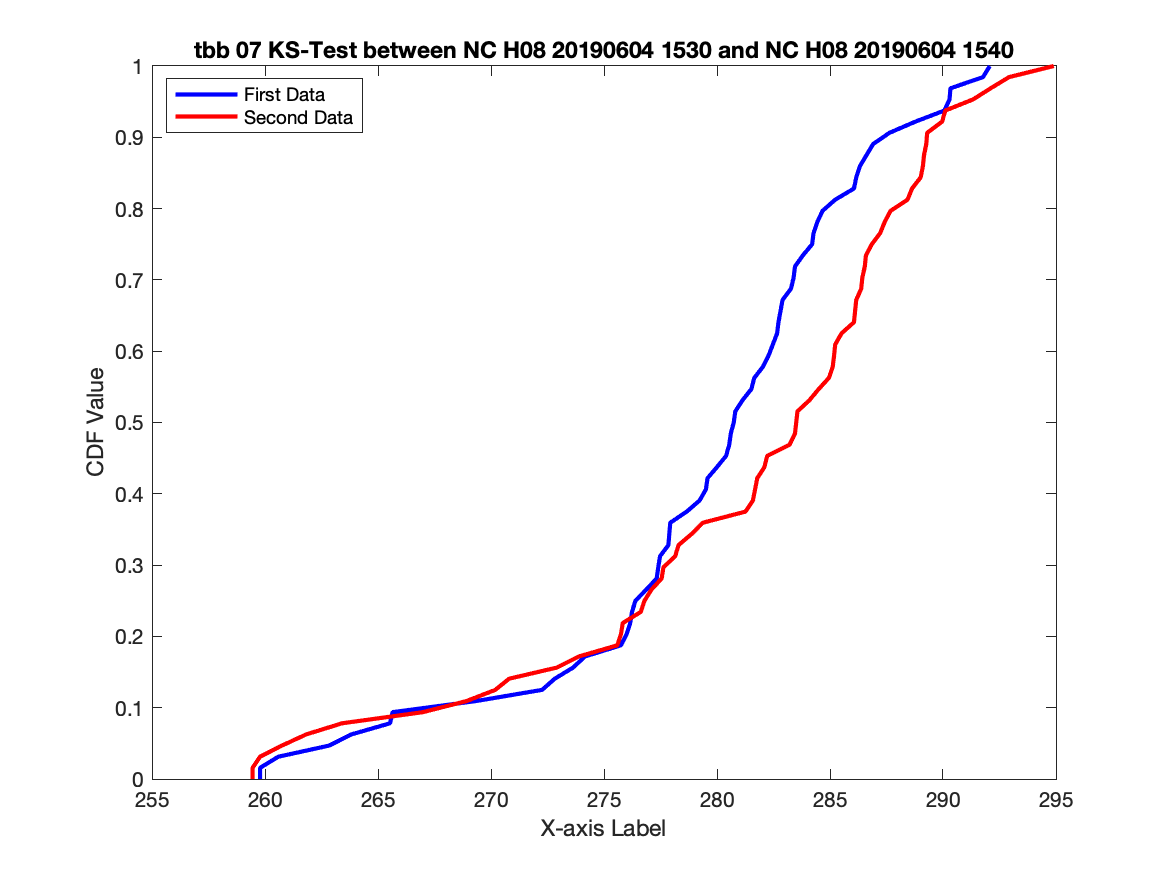 tbb 07 KS-Test between NC H08 20190604 1530 and NC H08 20190604 1540
First Data
Second Data
1
0.9
0.8
0.7
0.6
0.5
0.4
0.3
0.2
0.1
0
CDF Value
255 260 265 270 275 280 285 290 295
X-axis Label